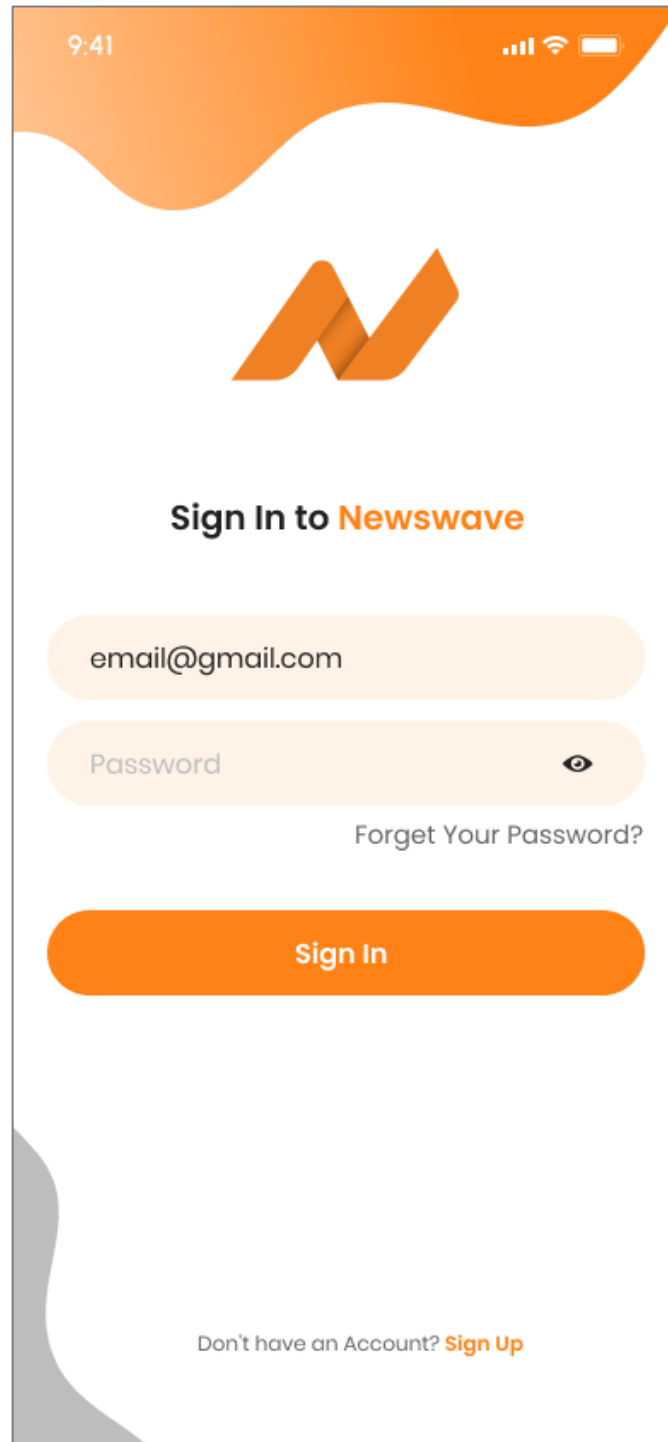 9:41
Sign In to Newswave
email@gmail.com
Password
Forget Your Password?
Sign In
Don't have an Account? Sign Up